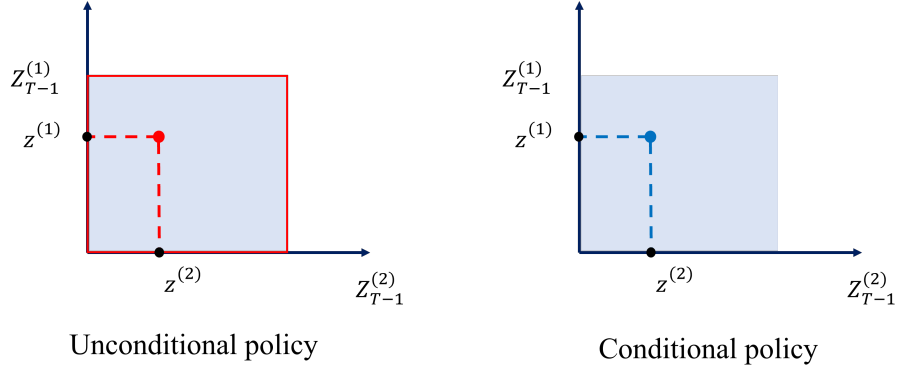 Z_{T−1}^{(1)}
z^{(1)}
z^{(2)}
Z_{T−1}^{(2)}
Unconditional policy
Z_{T−1}^{(1)}
z^{(1)}
z^{(2)}
Z_{T−1}^{(2)}
Conditional policy